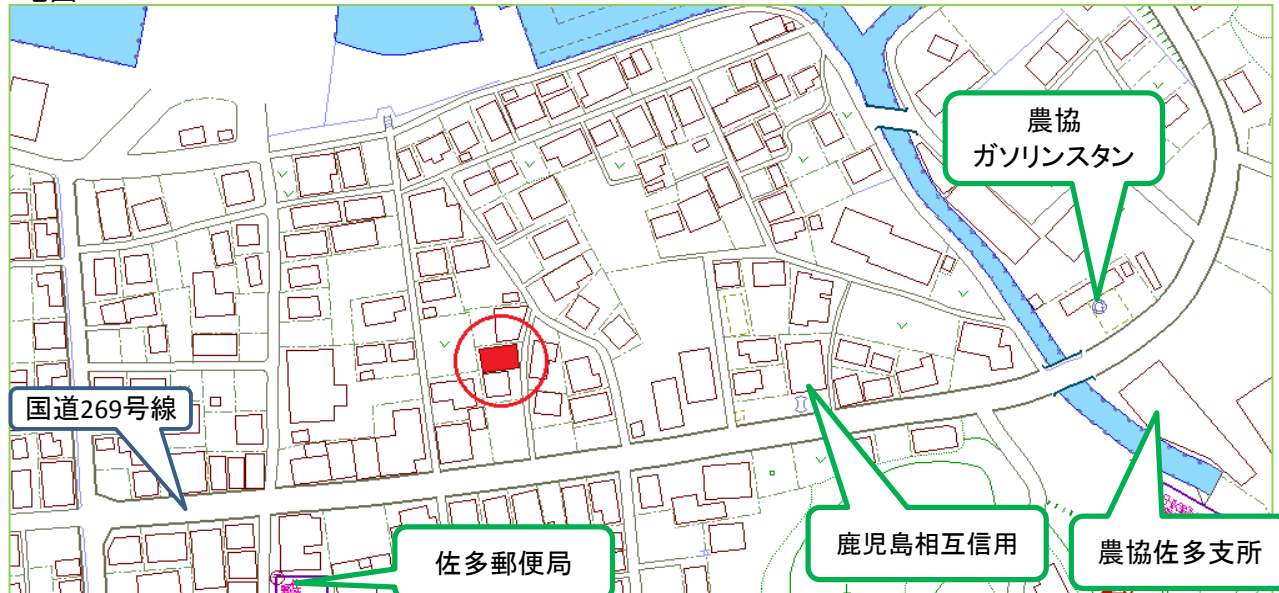 農協
ガソリンスタン
国道269号線
佐多郵便局
鹿児島相互信用
農協佐多支所